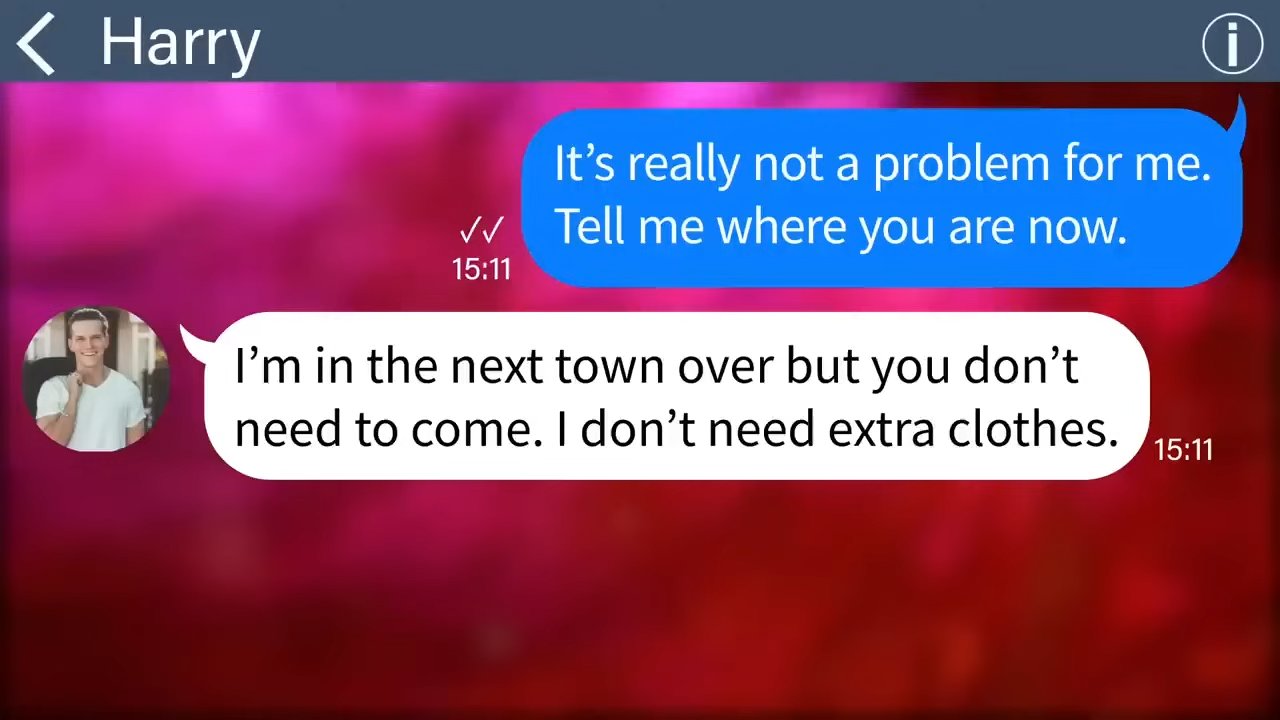 Harry
It’s really not a problem for me.
Tell me where you are now.
✓✓
15:11
I’m in the next town over but you don’t
need to come. I don’t need extra clothes.
15:11